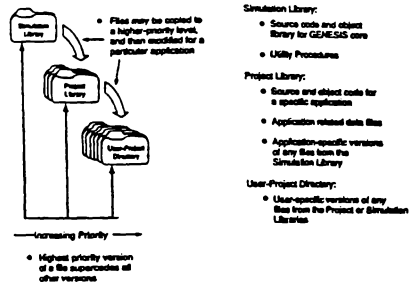 Simulation
Library
• Files may be copied to
a higher-priority level,
and then modified for a
particular application
Project
Library
User-Project
Directory
Increasing Priority
• Highest priority version
of a file supercedes all
other versions
Simulation Library:
• Source code and object
library for GENESIS core
• Utility Procedures
Project Library:
• Source and object code for
a specific application
• Application related data files
• Application-specific versions
of any files from the
Simulation Library
User-Project Directory:
• User-specific versions of any
files from the Project or Simulation
Libraries